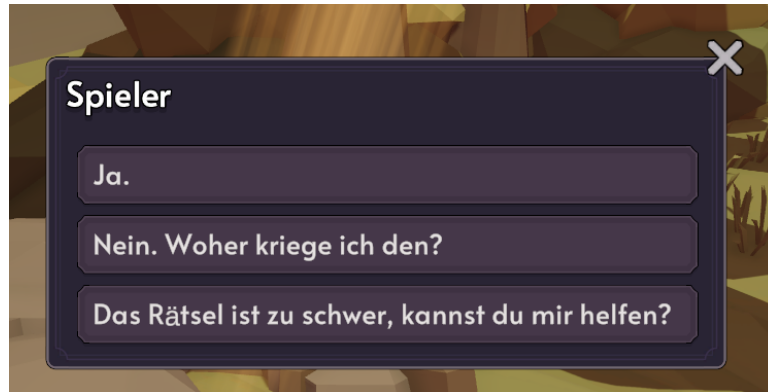 Spieler
Ja.
Nein. Woher kriege ich den?
Das Rätsel ist zu schwer, kannst du mir helfen?